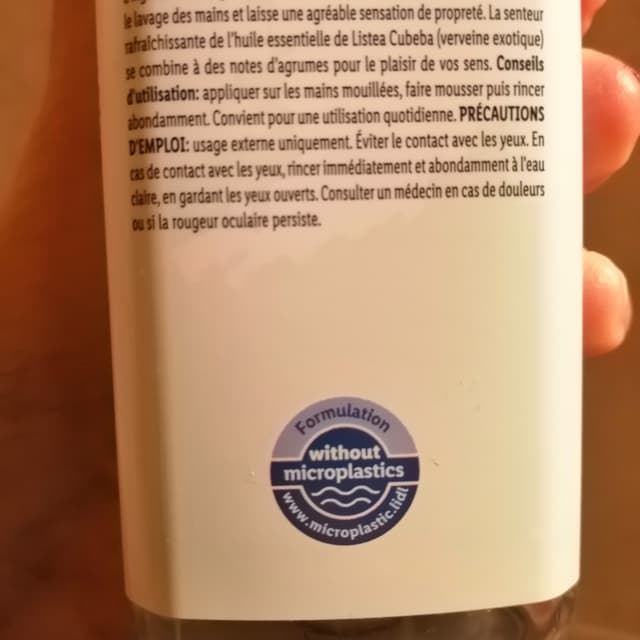 le lavage des mains et laisse une agréable sensation de propreté. La senteur
rafraîchissante de l'huile essentielle de Listea Cubeba (verveine exotique)
se combine à des notes d'agrumes pour le plaisir de vos sens. Conseils
d'utilisation: appliquer sur les mains mouillées, faire mousser puis rincer
abondamment. Convient pour une utilisation quotidienne. PRÉCAUTIONS
D'EMPLOI: usage externe uniquement. Éviter le contact avec les yeux. En
cas de contact avec les yeux, rincer immédiatement et abondamment à l'eau
claire, en gardant les yeux ouverts. Consulter un médecin en cas de douleurs
ou si la rougeur oculaire persiste.
Formulation
without
microplastics
www.microplastic.lidl